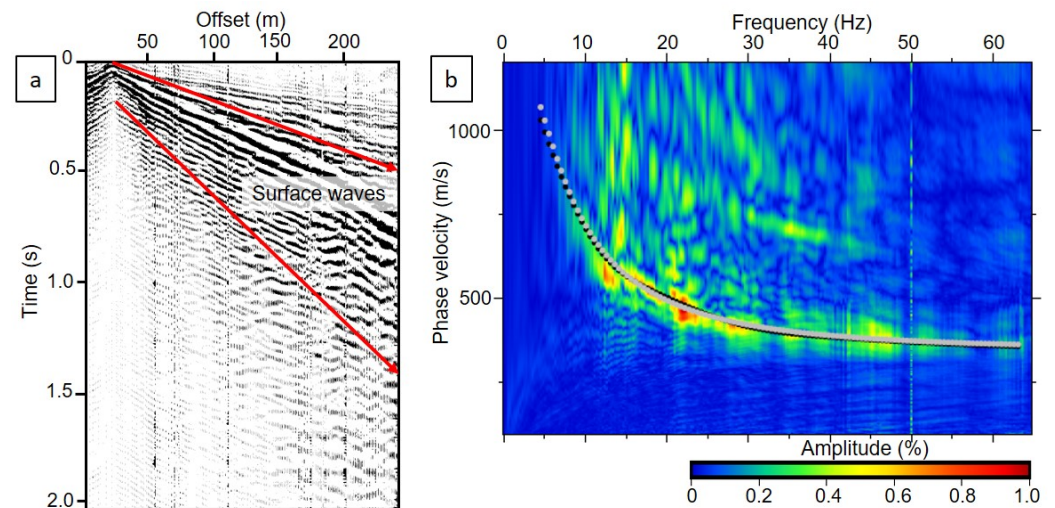 a
Offset (m)
50 100 150 200
Time (s)
0
0.5
1.0
1.5
2.0
Surface waves
b
Frequency (Hz)
0 10 20 30 40 50 60
Phase velocity (m/s)
1000
500
Amplitude (%)
0 0.2 0.4 0.6 0.8 1.0